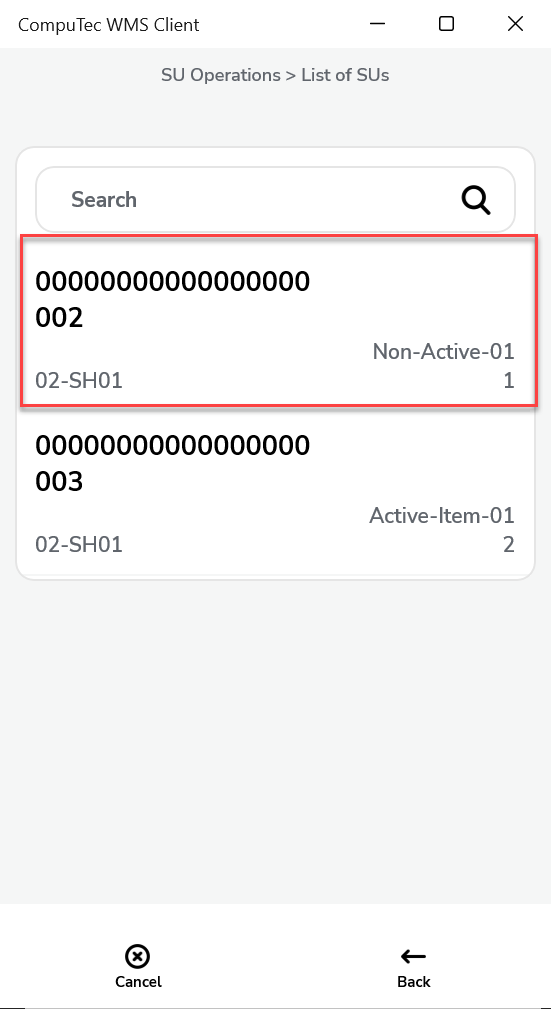 CompuTec WMS Client
SU Operations > List of SUs
Search
00000000000000000
002
Non-Active-01
02-SH01 1
00000000000000000
003
Active-Item-01
02-SH01 2
Cancel Back